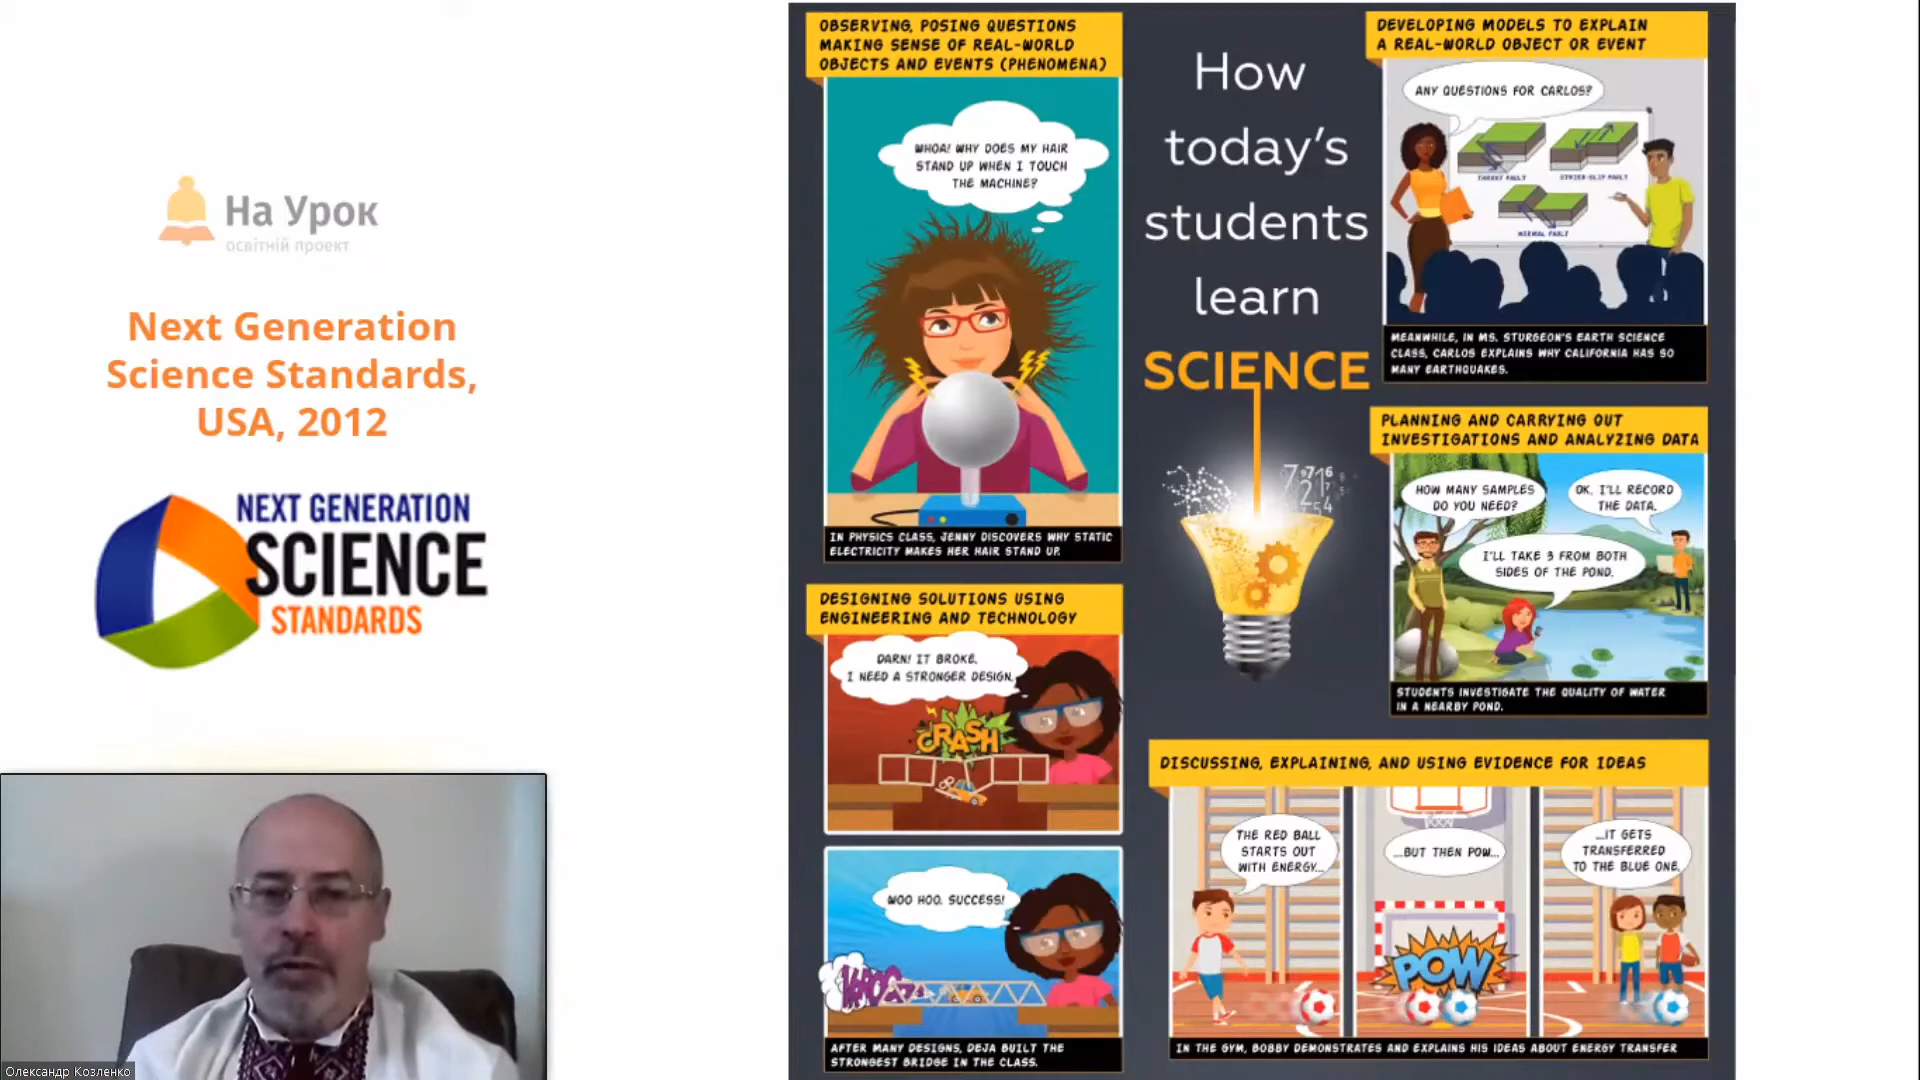 На Урок
освітній проект
Next Generation
Science Standards,
USA, 2012
NEXT GENERATION
SCIENCE
STANDARDS
Олександр Козленко
OBSERVING, POSING QUESTIONS
MAKING SENSE OF REAL-WORLD
OBJECTS AND EVENTS (PHENOMENA)
WHOA! WHY DOES MY HAIR
STAND UP WHEN I TOUCH
THE MACHINE?
IN PHYSICS CLASS, JENNY DISCOVERS WHY STATIC
ELECTRICITY MAKES HER HAIR STAND UP.
DESIGNING SOLUTIONS USING
ENGINEERING AND TECHNOLOGY
DARN! IT BROKE.
I NEED A STRONGER DESIGN.
CRASH
WOO HOO. SUCCESS!
AFTER MANY DESIGNS, DEJA BUILT THE
STRONGEST BRIDGE IN THE CLASS.
How
today's
students
learn
SCIENCE
DEVELOPING MODELS TO EXPLAIN
A REAL-WORLD OBJECT OR EVENT
ANY QUESTIONS FOR CARLOS?
THRUST FAULT
STRIKE-SLIP FAULT
NORMAL FAULT
MEANWHILE, IN MS. STURGEON'S EARTH SCIENCE
CLASS, CARLOS EXPLAINS WHY CALIFORNIA HAS SO
MANY EARTHQUAKES.
PLANNING AND CARRYING OUT
INVESTIGATIONS AND ANALYZING DATA
HOW MANY SAMPLES
DO YOU NEED?
OK. I'LL RECORD
THE DATA.
I'LL TAKE 3 FROM BOTH
SIDES OF THE POND.
STUDENTS INVESTIGATE THE QUALITY OF WATER
IN A NEARBY POND.
DISCUSSING, EXPLAINING, AND USING EVIDENCE FOR IDEAS
THE RED BALL
STARTS OUT
WITH ENERGY...
...BUT THEN POW...
...IT GETS
TRANSFERRED
TO THE BLUE ONE.
POW
IN THE GYM, BOBBY DEMONSTRATES AND EXPLAINS HIS IDEAS ABOUT ENERGY TRANSFER